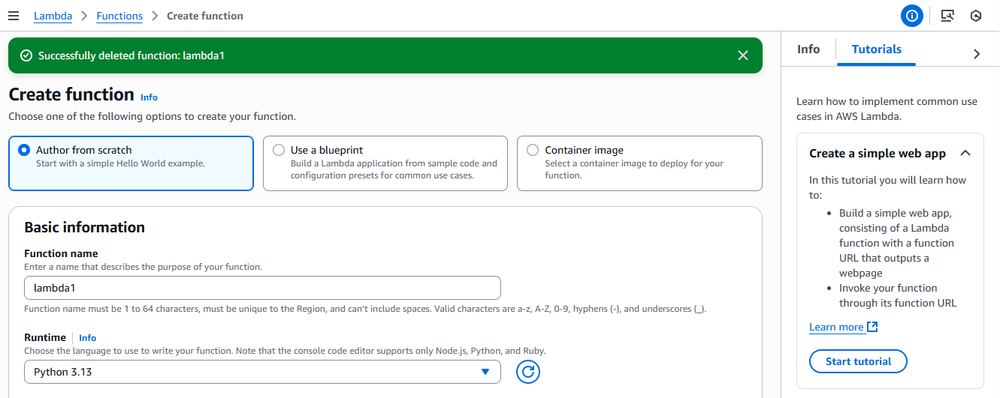 Lambda > Functions > Create function
Successfully deleted function: lambda1
Create function Info
Choose one of the following options to create your function.
Author from scratch
Start with a simple Hello World example.
Use a blueprint
Build a Lambda application from sample code and
configuration presets for common use cases.
Container image
Select a container image to deploy for your
function.
Basic information
Function name
Enter a name that describes the purpose of your function.
lambda1
Function name must be 1 to 64 characters, must be unique to the Region, and can't include spaces. Valid characters are a-z, A-Z, 0-9, hyphens (-), and underscores (_).
Runtime Info
Choose the language to use to write your function. Note that the console code editor supports only Node.js, Python, and Ruby.
Python 3.13
Info Tutorials
Learn how to implement common use
cases in AWS Lambda.
Create a simple web app
In this tutorial you will learn how
to:
• Build a simple web app,
consisting of a Lambda
function with a function
URL that outputs a
webpage
• Invoke your function
through its function URL
Learn more
Start tutorial